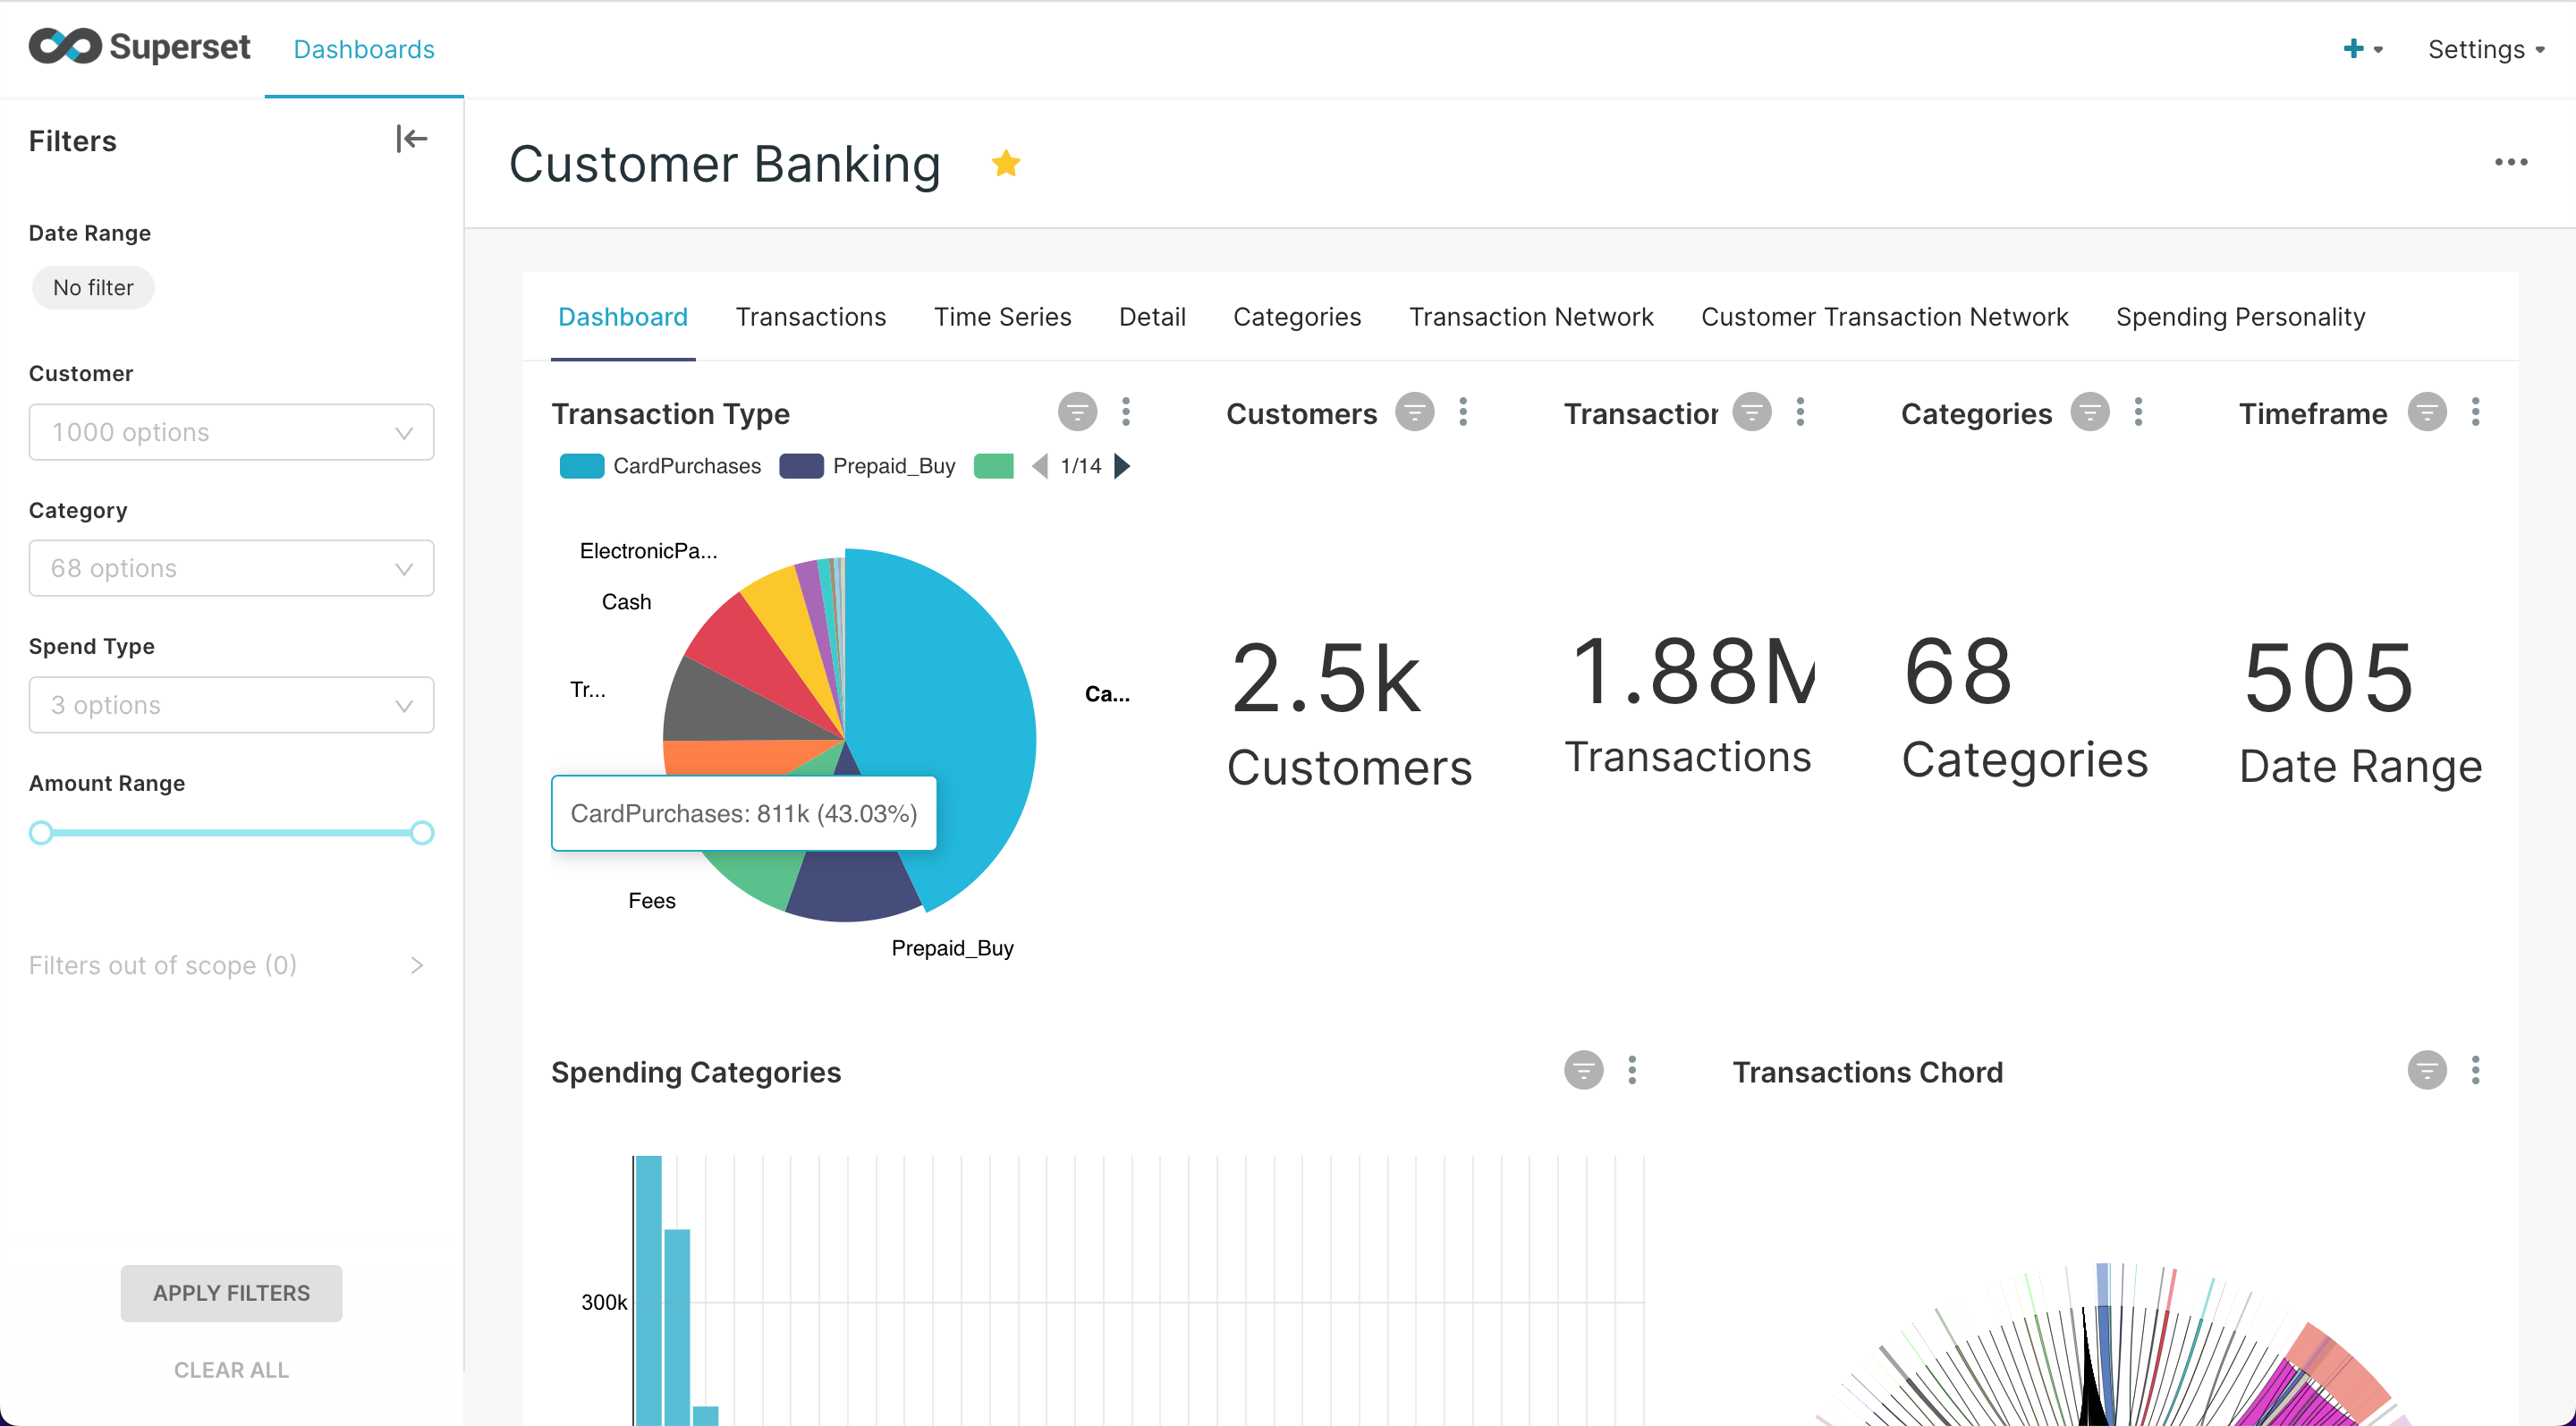 Superset
Dashboards
Settings
Filters
Customer Banking
Date Range
No filter
Customer
1000 options
Category
68 options
Spend Type
3 options
Amount Range
Filters out of scope (0)
APPLY FILTERS
CLEAR ALL
Dashboard Transactions Time Series Detail Categories Transaction Network Customer Transaction Network Spending Personality
Transaction Type
CardPurchases Prepaid_Buy 1/14
ElectronicPa...
Cash
Tr...
Ca...
CardPurchases: 811k (43.03%)
Fees
Prepaid_Buy
Customers
2.5k
Customers
Transaction
1.88M
Transactions
Categories
68
Categories
Timeframe
505
Date Range
Spending Categories
300k
Transactions Chord